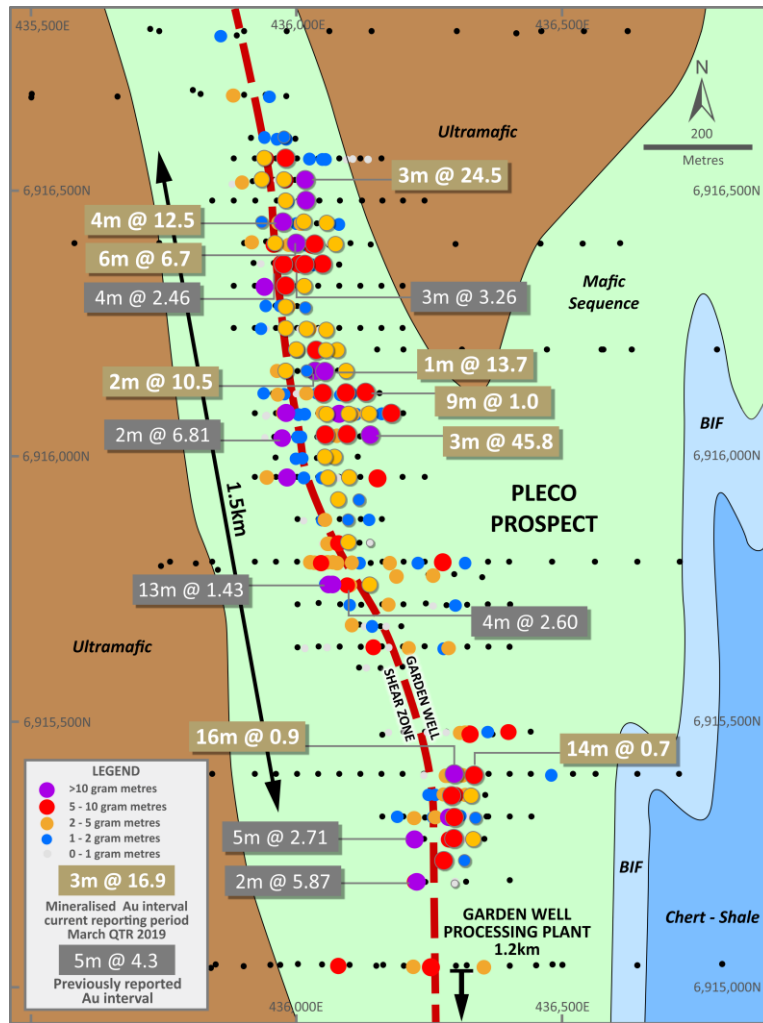 435,500E
436,000E
436,500E
N
200
Metres
Ultramafic
6,916,500N
6,916,500N
3m @ 24.5
4m @ 12.5
6m @ 6.7
4m @ 2.46
3m @ 3.26
Mafic
Sequence
1m @ 13.7
2m @ 10.5
9m @ 1.0
2m @ 6.81
3m @ 45.8
BIF
6,916,000N
6,916,000N
1.5km
PLECO
PROSPECT
13m @ 1.43
4m @ 2.60
Ultramafic
GARDEN WELL
SHEAR ZONE
6,915,500N
6,915,500N
16m @ 0.9
14m @ 0.7
LEGEND
>10 gram metres
5 - 10 gram metres
2 - 5 gram metres
1 - 2 gram metres
0 - 1 gram metres
3m @ 16.9
Mineralised Au interval
current reporting period
March QTR 2019
5m @ 4.3
Previously reported
Au interval
5m @ 2.71
2m @ 5.87
BIF
GARDEN WELL
PROCESSING PLANT
1.2km
Chert - Shale
6,915,000N
436,000E
436,500E